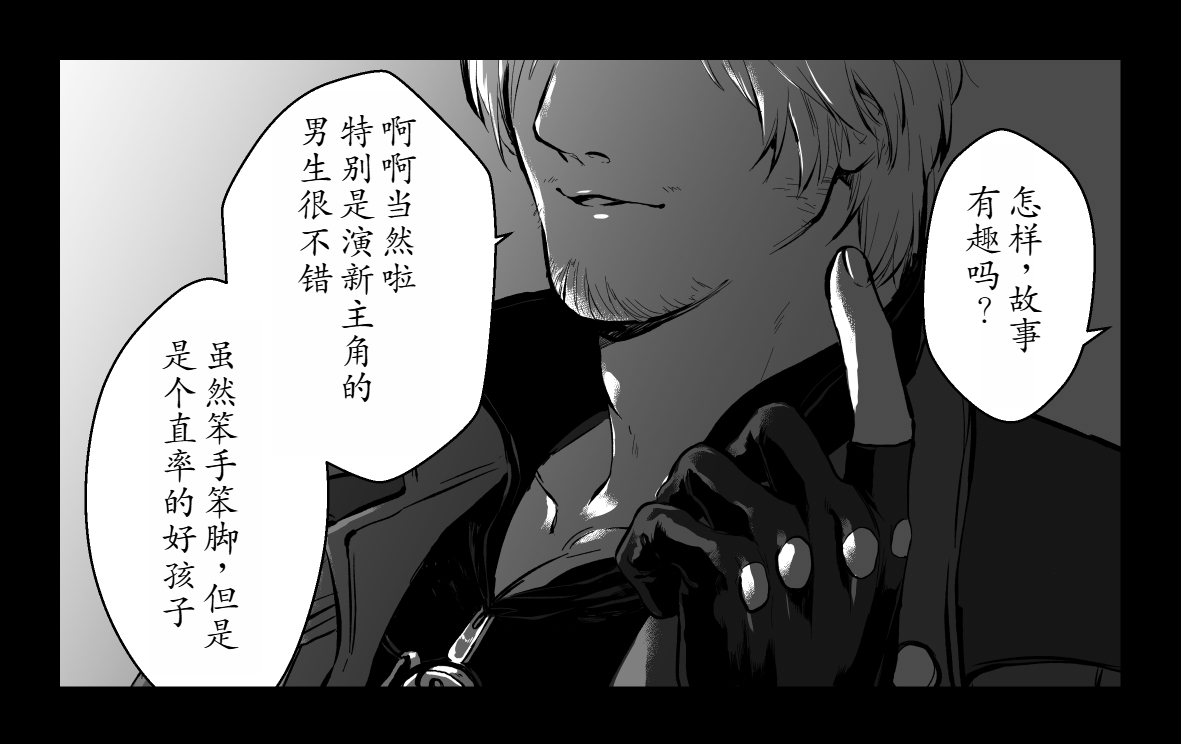 怎样，故事
有趣吗？
啊啊当然啦
特别是演新主角的
男生很不错
虽然笨手笨脚，但是
是个直率的好孩子